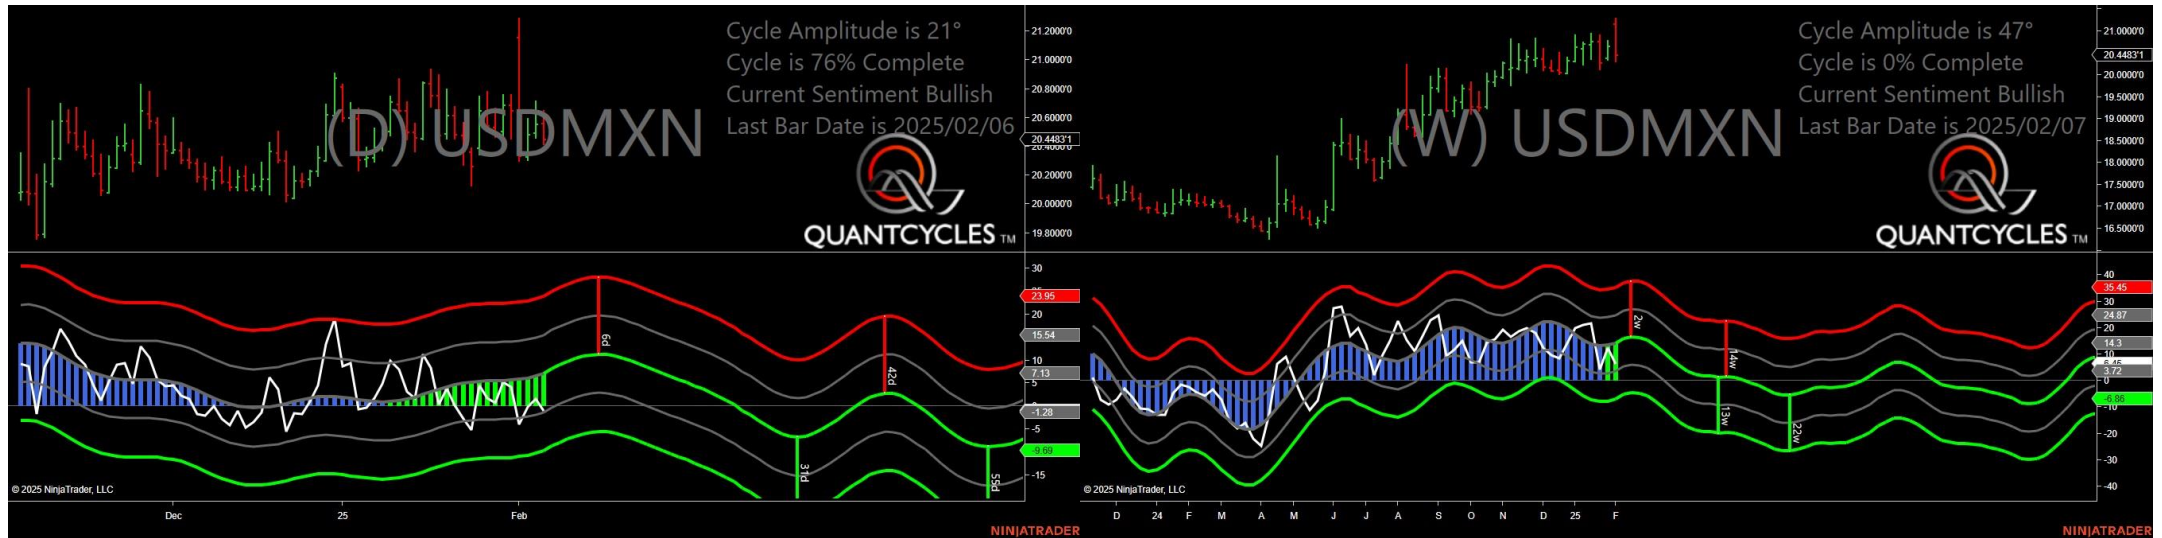 Cycle Amplitude is 21°
Cycle is 76% Complete
Current Sentiment Bullish
Last Bar Date is 2025/02/06
(D) USDMXN
QUANTCYCLES TM
21.2000'0
21.0000'0
20.8000'0
20.6000'0
20.4483'1
20.4000'0
20.2000'0
20.0000'0
19.8000'0
30
23.95
20
15.54
10
7.13
5
-1.28
-5
-9.69
-15
6d
31d
42d
55d
© 2025 NinjaTrader, LLC
Dec
25
Feb
NINJATRADER
Cycle Amplitude is 47°
Cycle is 0% Complete
Current Sentiment Bullish
Last Bar Date is 2025/02/07
(W) USDMXN
QUANTCYCLES TM
21.0000'0
20.4483'1
20.0000'0
19.5000'0
19.0000'0
18.5000'0
18.0000'0
17.5000'0
17.0000'0
16.5000'0
40
35.45
30
24.87
20
14.3
10
3.72
0
-6.86
-10
-20
-30
-40
2w
14w
13w
22w
© 2025 NinjaTrader, LLC
D 24 F M A M J J A S O N D 25 F
NINJATRADER